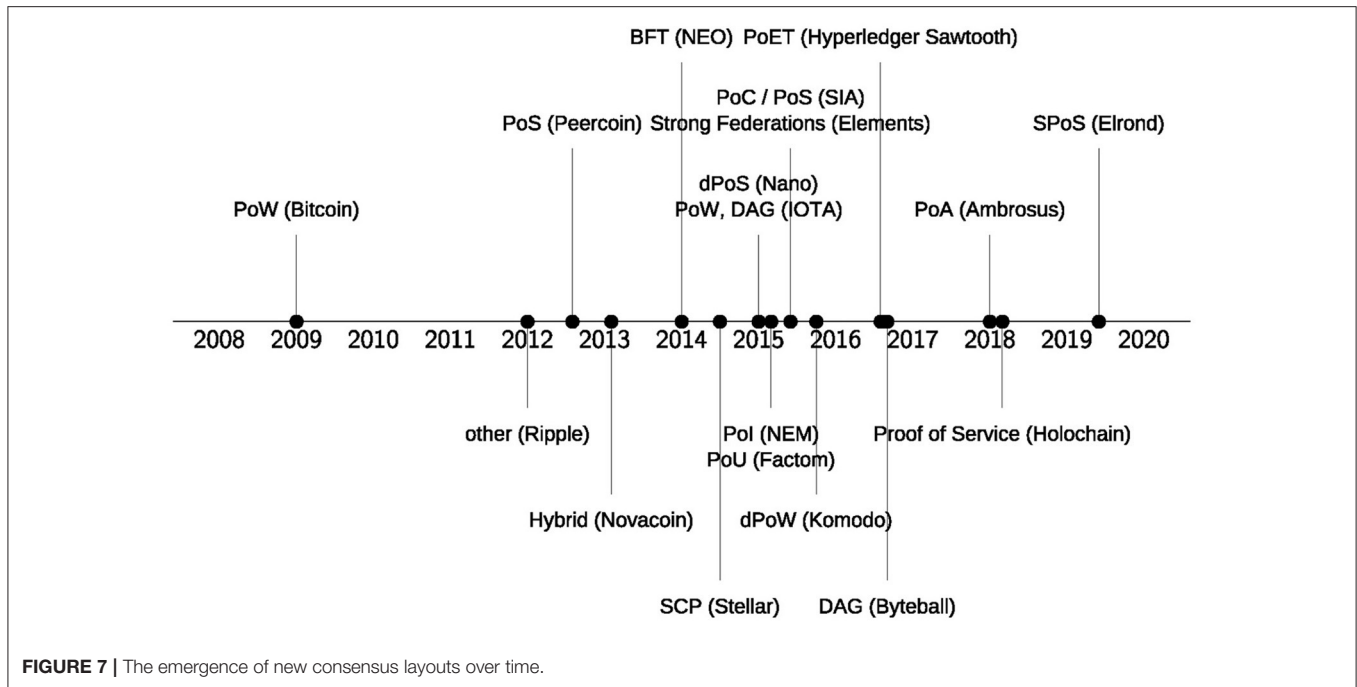 BFT (NEO) PoET (Hyperledger Sawtooth)
PoC / PoS (SIA)
PoS (Peercoin) Strong Federations (Elements) SPoS (Elrond)
dPoS (Nano)
PoW (Bitcoin) PoW, DAG (IOTA) PoA (Ambrosus)
2008 2009 2010 2011 2012 2013 2014 2015 2016 2017 2018 2019 2020
other (Ripple) PoI (NEM) Proof of Service (Holochain)
PoU (Factom)
Hybrid (Novacoin) dPoW (Komodo)
SCP (Stellar) DAG (Byteball)
FIGURE 7 | The emergence of new consensus layouts over time.